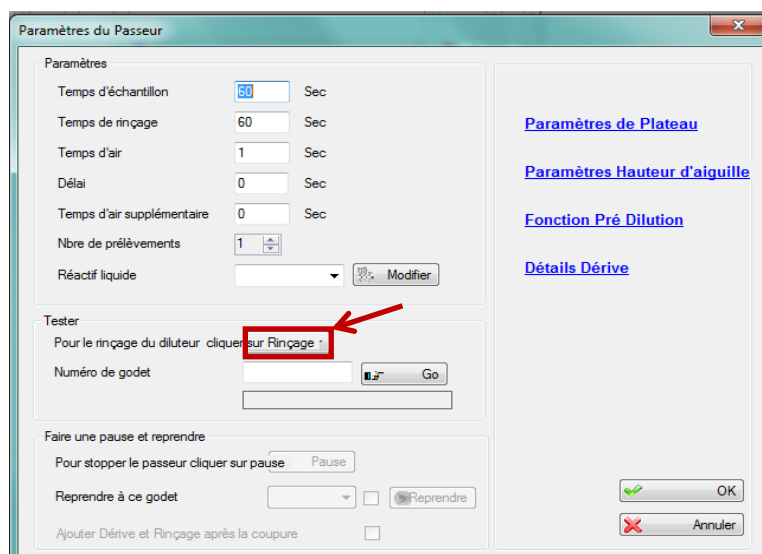 Paramètres du Passeur
Paramètres
Temps d'échantillon 60 Sec
Temps de rinçage 60 Sec
Temps d'air 1 Sec
Délai 0 Sec
Temps d'air supplémentaire 0 Sec
Nbre de prélèvements 1
Réactif liquide Modifier
Tester
Pour le rinçage du diluteur cliquer sur Rinçage
Numéro de godet Go
Faire une pause et reprendre
Pour stopper le passeur cliquer sur pause Pause
Reprendre à ce godet Reprendre
Ajouter Dérive et Rinçage après la coupure
Paramètres de Plateau
Paramètres Hauteur d'aiguille
Fonction Pré Dilution
Détails Dérive
OK
Annuler